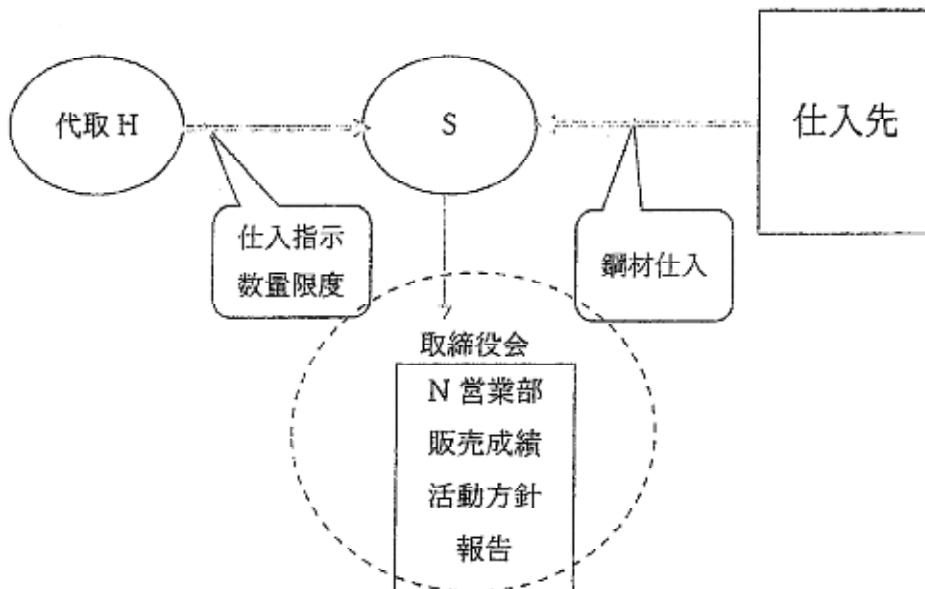 代取 H
S
仕入先
仕入指示
数量限度
鋼材仕入
取締役会
N 営業部
販売成績
活動方針
報告